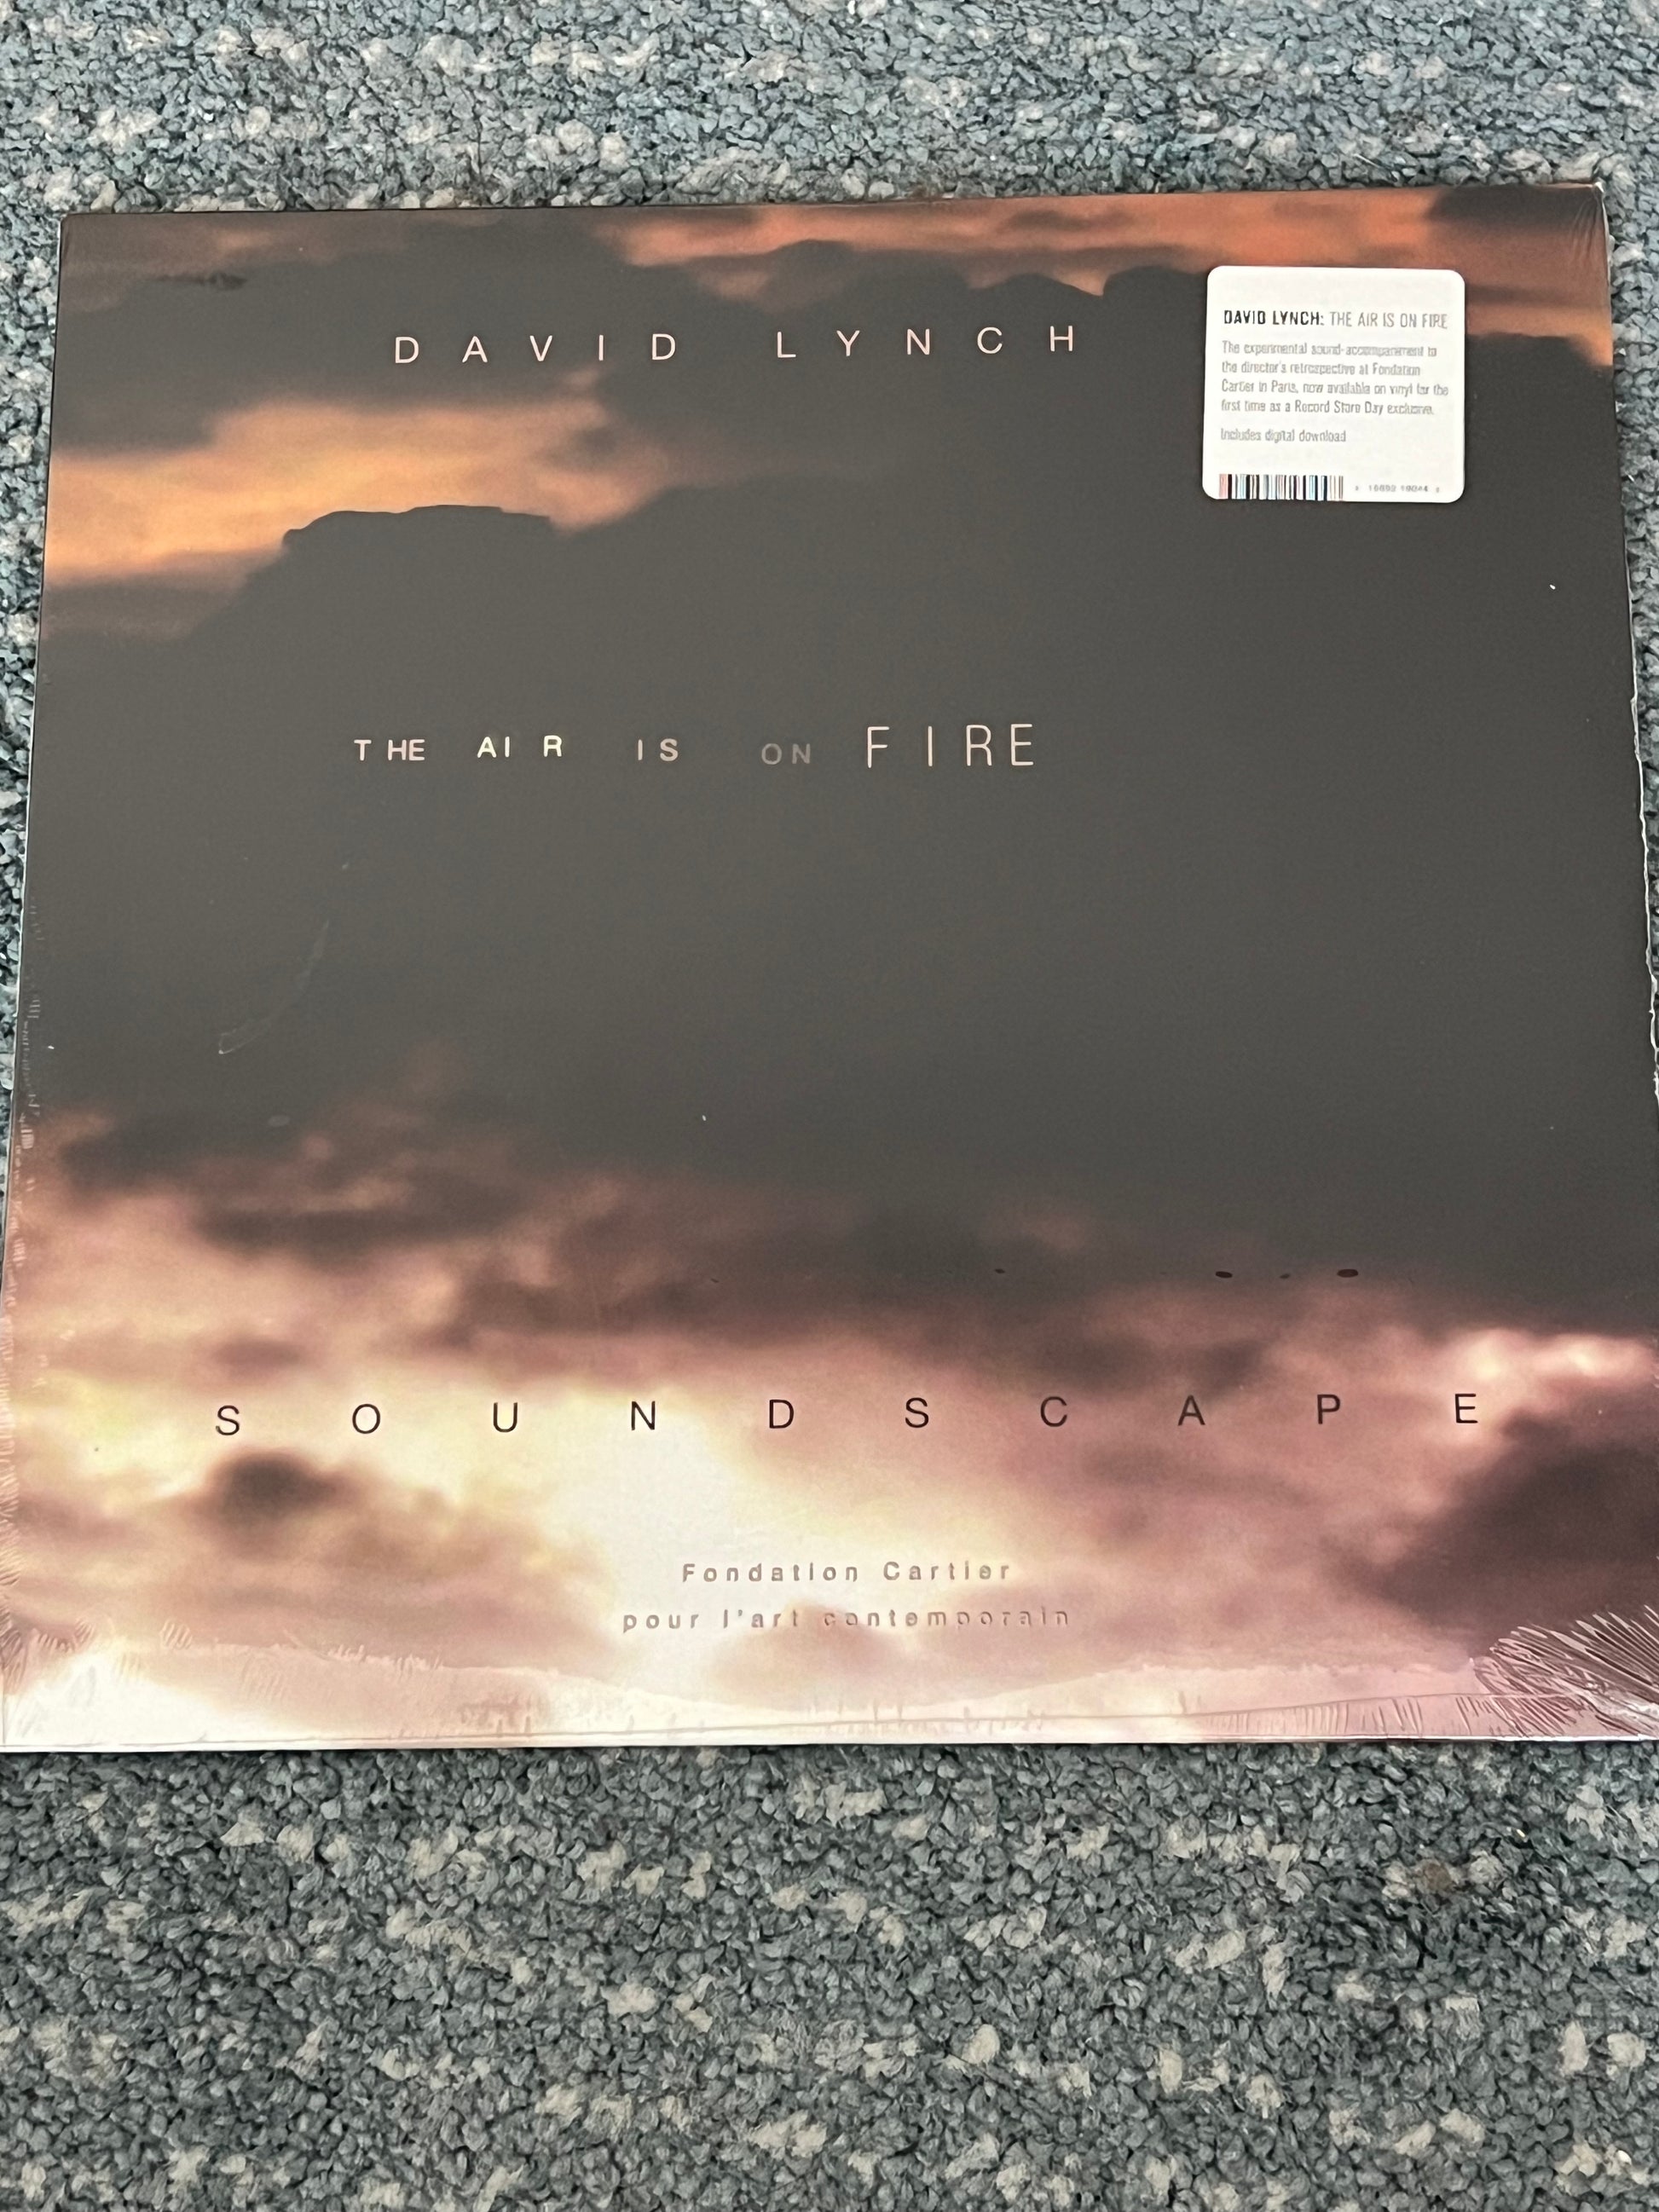 DAVID LYNCH
DAVID LYNCH: THE AIR IS ON FIRE
The experimental sound-accompaniment to
the director's retrospective at Fondation
Cartier in Paris, now available on vinyl for the
first time as a Record Store Day exclusive.
Includes digital download
THE AIR IS ON FIRE
SOUNDSCAPE
Fondation Cartier
pour l'art contemporain